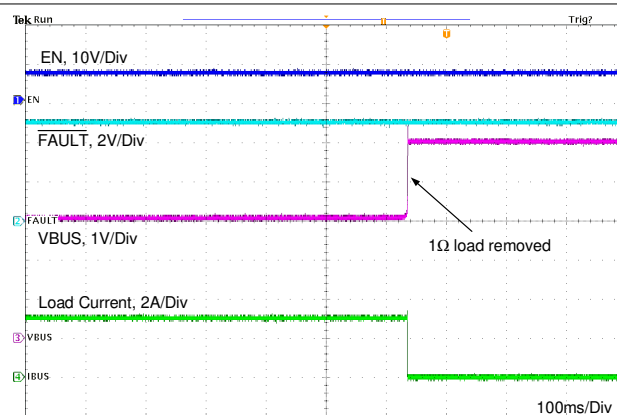 Tek Run
Trig?
EN, 10V/Div
1 EN
FAULT, 2V/Div
2 FAULT
VBUS, 1V/Div
1Ω load removed
Load Current, 2A/Div
3 VBUS
4 IBUS
100ms/Div